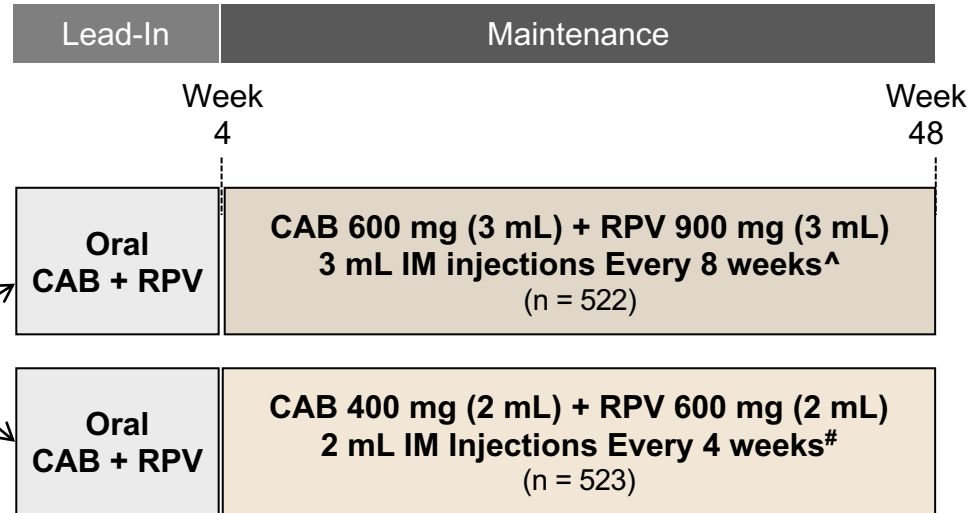 Lead-In
Maintenance
Week
4
Week
48
Oral
CAB + RPV
CAB 600 mg (3 mL) + RPV 900 mg (3 mL)
3 mL IM injections Every 8 weeks^
(n = 522)
Oral
CAB + RPV
CAB 400 mg (2 mL) + RPV 600 mg (2 mL)
2 mL IM Injections Every 4 weeks#
(n = 523)